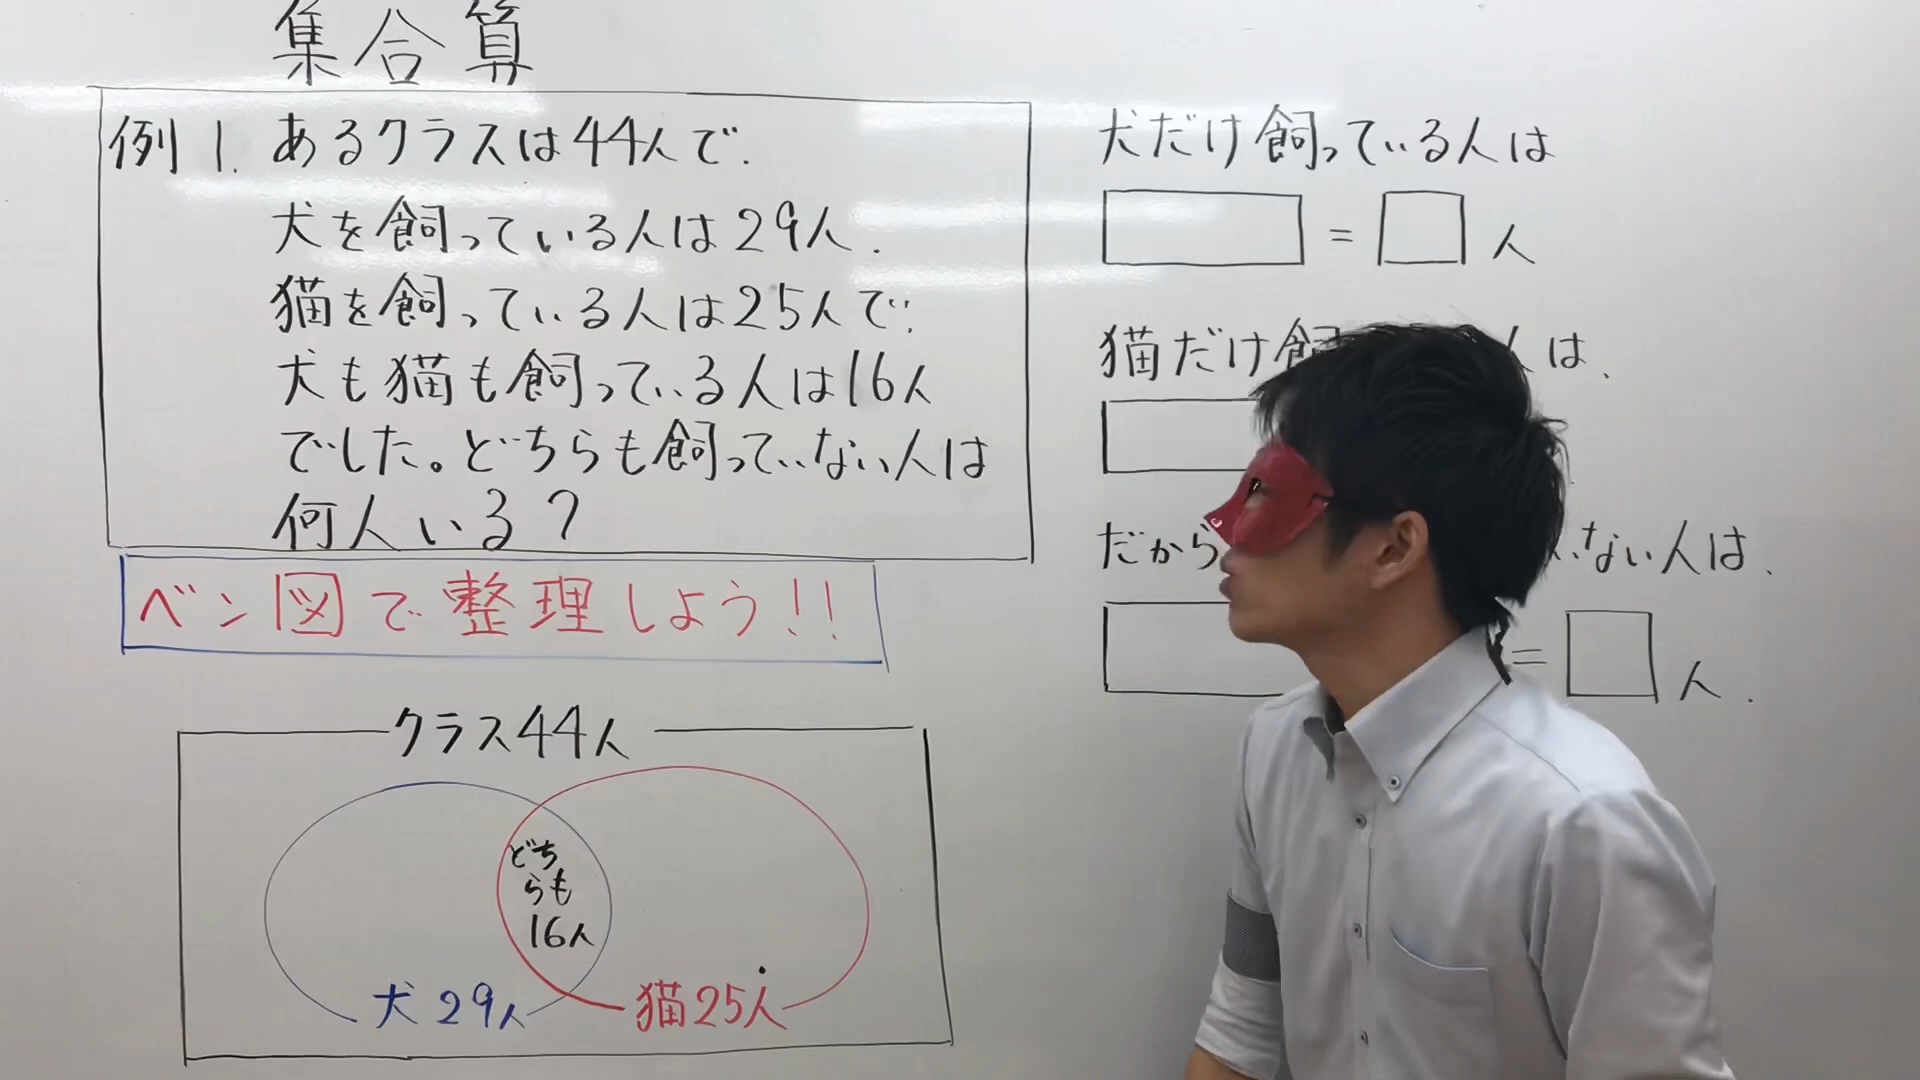 集合算
例1. あるクラスは44人で、
犬を飼っている人は29人、
猫を飼っている人は25人で、
犬も猫も飼っている人は16人
でした。どちらも飼っていない人は
何人いる？
ベン図で整理しよう!!
クラス44人
どち
らも
16人
犬29人
猫25人
犬だけ飼っている人は
= 人
猫だけ は、
だから いない人は、
= 人.